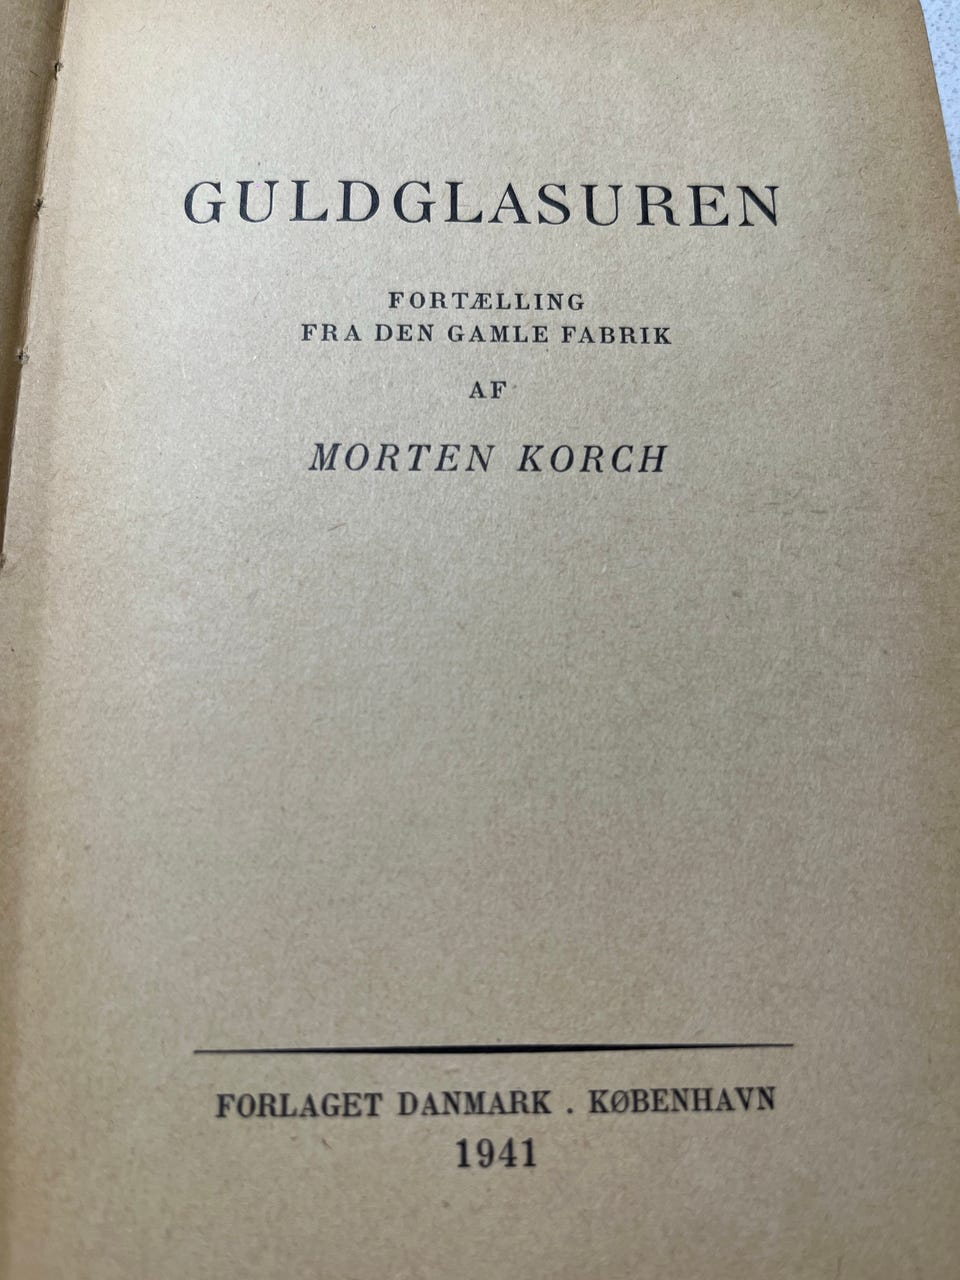 GULDGLASUREN
FORTÆLLING
FRA DEN GAMLE FABRIK
AF
MORTEN KORCH
FORLAGET DANMARK . KØBENHAVN
1941